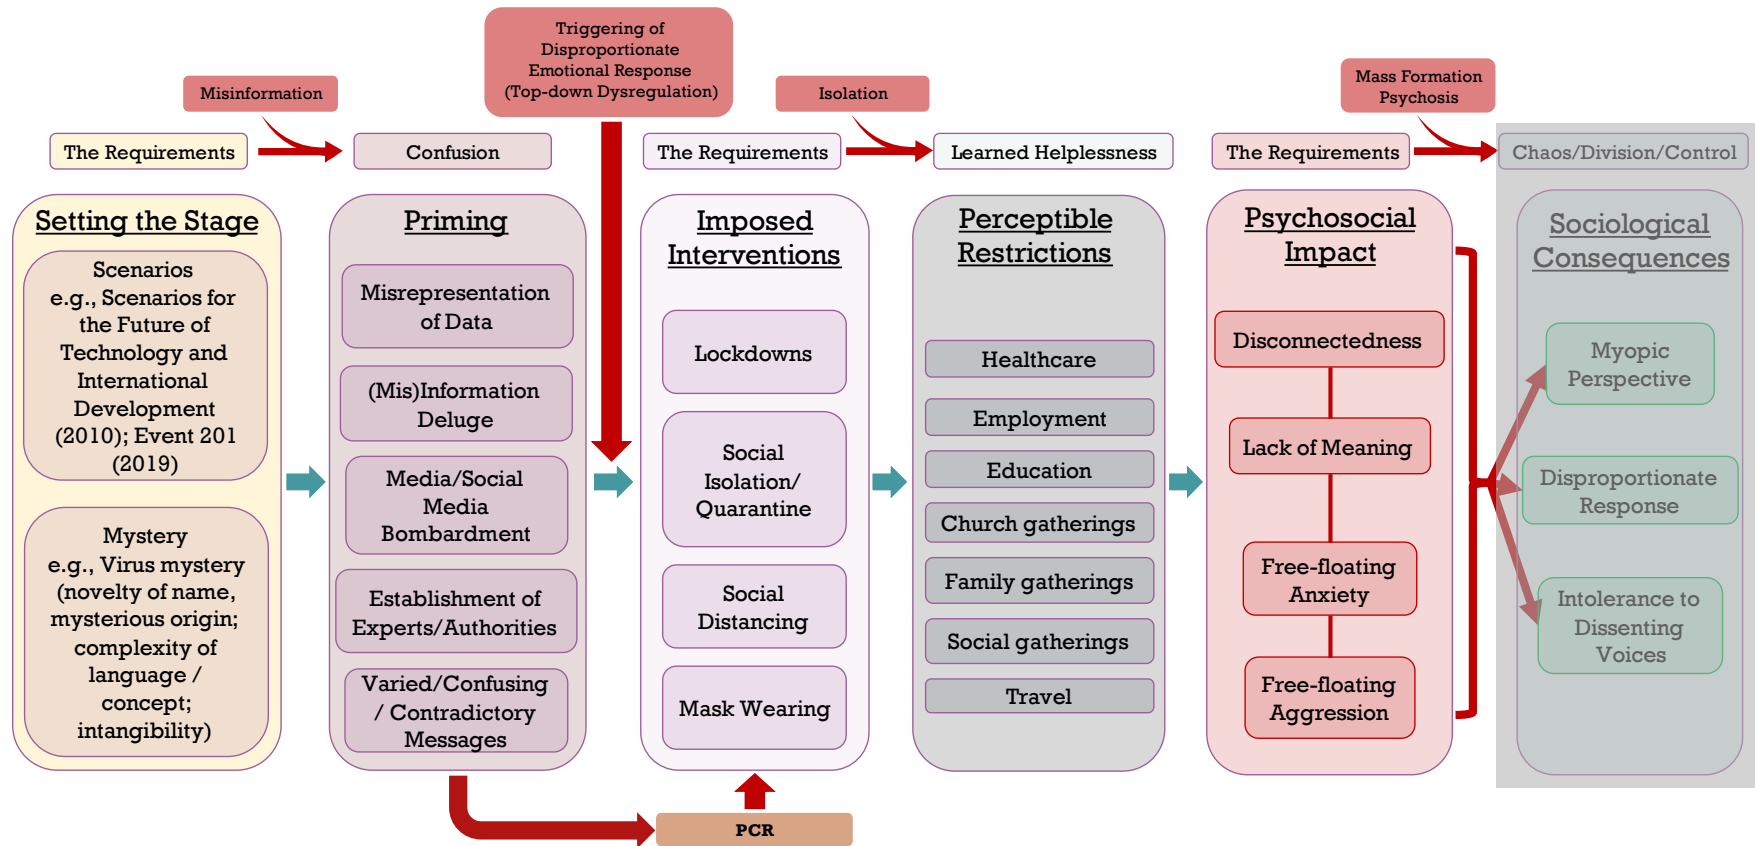 Triggering of
Disproportionate
Emotional Response
(Top-down Dysregulation)
Misinformation
Isolation
Mass Formation
Psychosis
The Requirements
Confusion
The Requirements
Learned Helplessness
The Requirements
Chaos/Division/Control
Setting the Stage
Scenarios
e.g., Scenarios for
the Future of
Technology and
International
Development
(2010); Event 201
(2019)
Mystery
e.g., Virus mystery
(novelty of name,
mysterious origin;
complexity of
language /
concept;
intangibility)
Priming
Misrepresentation
of Data
(Mis)Information
Deluge
Media/Social
Media
Bombardment
Establishment of
Experts/Authorities
Varied/Confusing
/ Contradictory
Messages
Imposed
Interventions
Lockdowns
Social
Isolation/
Quarantine
Social
Distancing
Mask Wearing
PCR
Perceptible
Restrictions
Healthcare
Employment
Education
Church gatherings
Family gatherings
Social gatherings
Travel
Psychosocial
Impact
Disconnectedness
Lack of Meaning
Free-floating
Anxiety
Free-floating
Aggression
Sociological
Consequences
Myopic
Perspective
Disproportionate
Response
Intolerance to
Dissenting
Voices